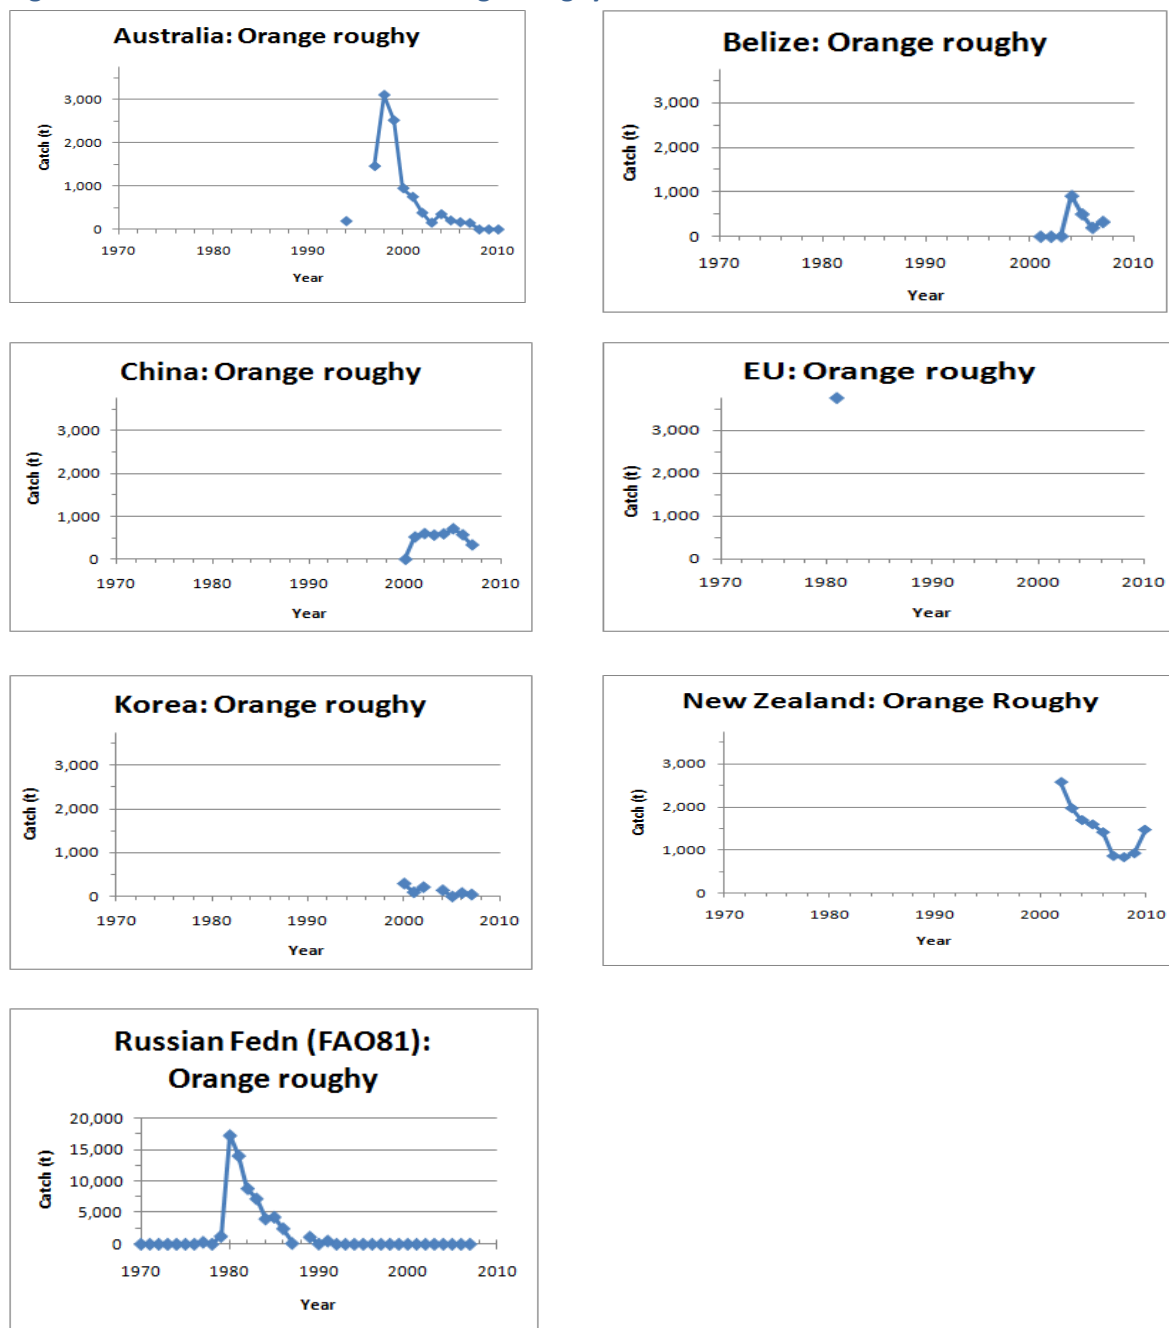 Australia: Orange roughy
3,000
2,000
1,000
0
Catch (t)
1970 1980 1990 2000 2010
Year
Belize: Orange roughy
3,000
2,000
1,000
0
Catch (t)
1970 1980 1990 2000 2010
Year
China: Orange roughy
3,000
2,000
1,000
0
Catch (t)
1970 1980 1990 2000 2010
Year
EU: Orange roughy
3,000
2,000
1,000
0
Catch (t)
1970 1980 1990 2000 2010
Year
Korea: Orange roughy
3,000
2,000
1,000
0
Catch (t)
1970 1980 1990 2000 2010
Year
New Zealand: Orange Roughy
3,000
2,000
1,000
0
Catch (t)
1970 1980 1990 2000 2010
Year
Russian Fedn (FAO81):
Orange roughy
20,000
15,000
10,000
5,000
0
Catch (t)
1970 1980 1990 2000 2010
Year